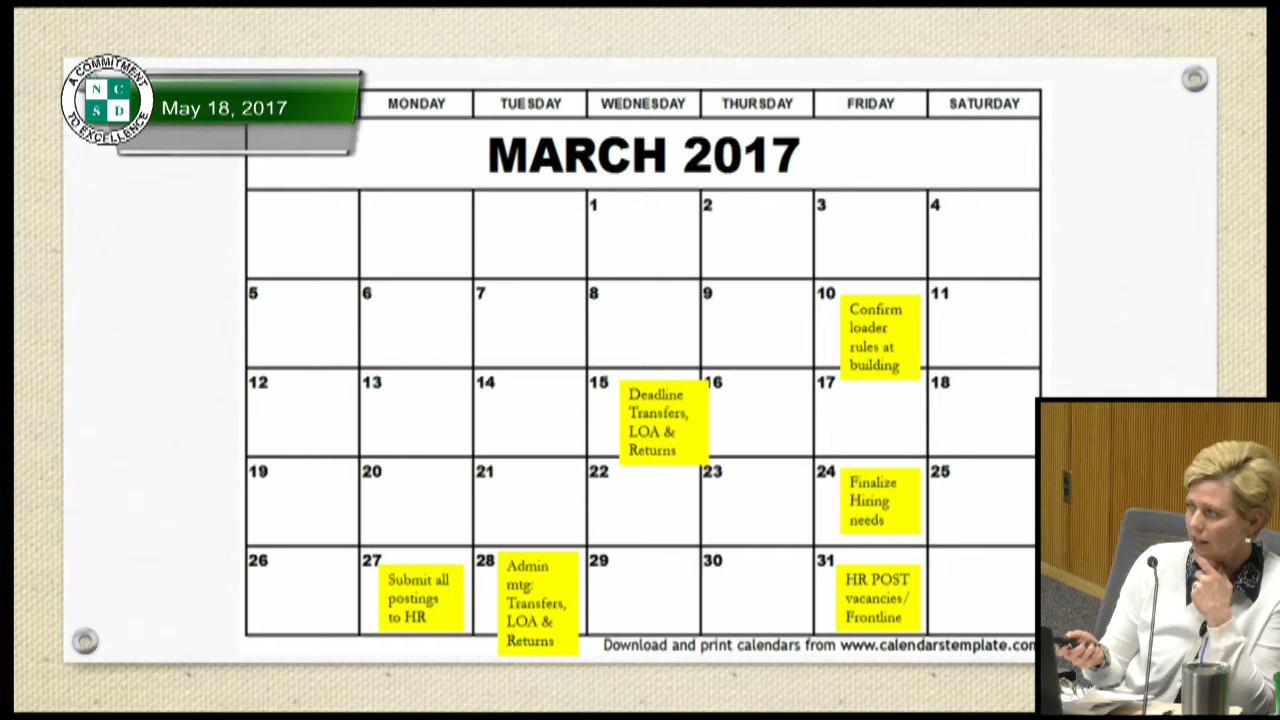 A COMMITMENT
TO EXCELLENCE
N C
S D
May 18, 2017
MONDAY TUESDAY WEDNESDAY THURSDAY FRIDAY SATURDAY
MARCH 2017
1 2 3 4
5 6 7 8 9 10 11
Confirm
loader
rules at
building
12 13 14 15 16 17 18
Deadline
Transfers,
LOA &
Returns
19 20 21 22 23 24 25
Finalize
Hiring
needs
26 27 28 29 30 31
Submit all
postings
to HR
Admin
mtg:
Transfers,
LOA &
Returns
HR POST
vacancies/
Frontline
Download and print calendars from www.calendarstemplate.com